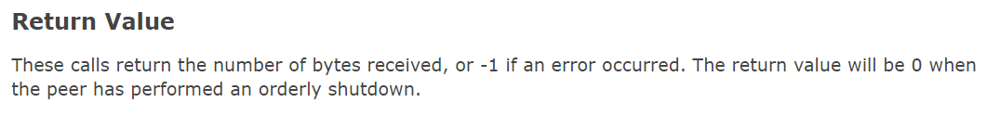 Return Value
These calls return the number of bytes received, or -1 if an error occurred. The return value will be 0 when
the peer has performed an orderly shutdown.